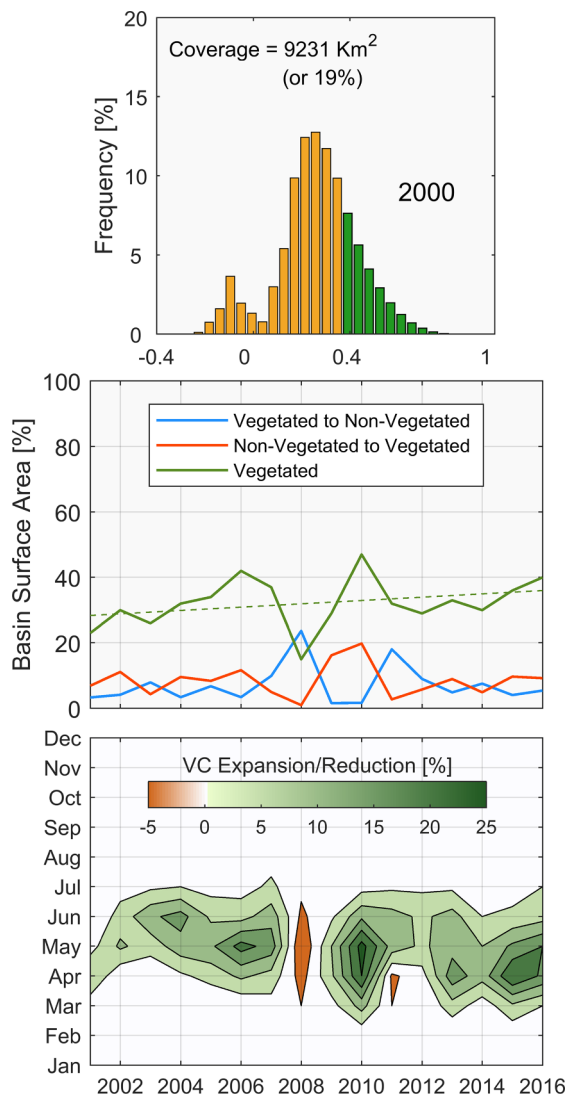 20
Coverage = 9231 Km2
(or 19%)
15
Frequency [%]
10
2000
5
0
-0.4 0 0.4 1
100
Vegetated to Non-Vegetated
80
Non-Vegetated to Vegetated
Vegetated
60
Basin Surface Area [%]
40
20
0
Dec
VC Expansion/Reduction [%]
Nov
Oct
-5 0 5 10 15 20 25
Sep
Aug
Jul
Jun
May
Apr
Mar
Feb
Jan
2002 2004 2006 2008 2010 2012 2014 2016